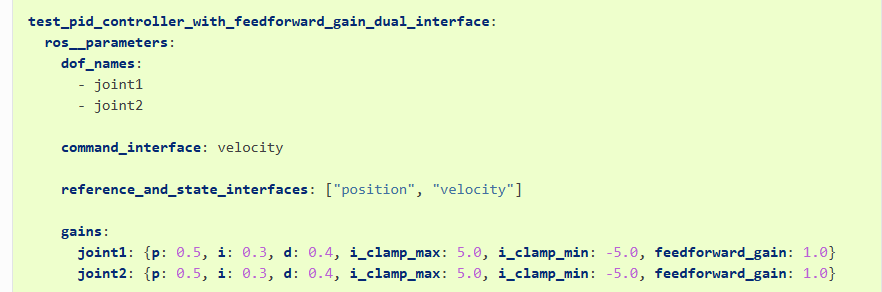 test_pid_controller_with_feedforward_gain_dual_interface:
  ros__parameters:
    dof_names:
      - joint1
      - joint2

    command_interface: velocity

    reference_and_state_interfaces: ["position", "velocity"]

    gains:
      joint1: {p: 0.5, i: 0.3, d: 0.4, i_clamp_max: 5.0, i_clamp_min: -5.0, feedforward_gain: 1.0}
      joint2: {p: 0.5, i: 0.3, d: 0.4, i_clamp_max: 5.0, i_clamp_min: -5.0, feedforward_gain: 1.0}